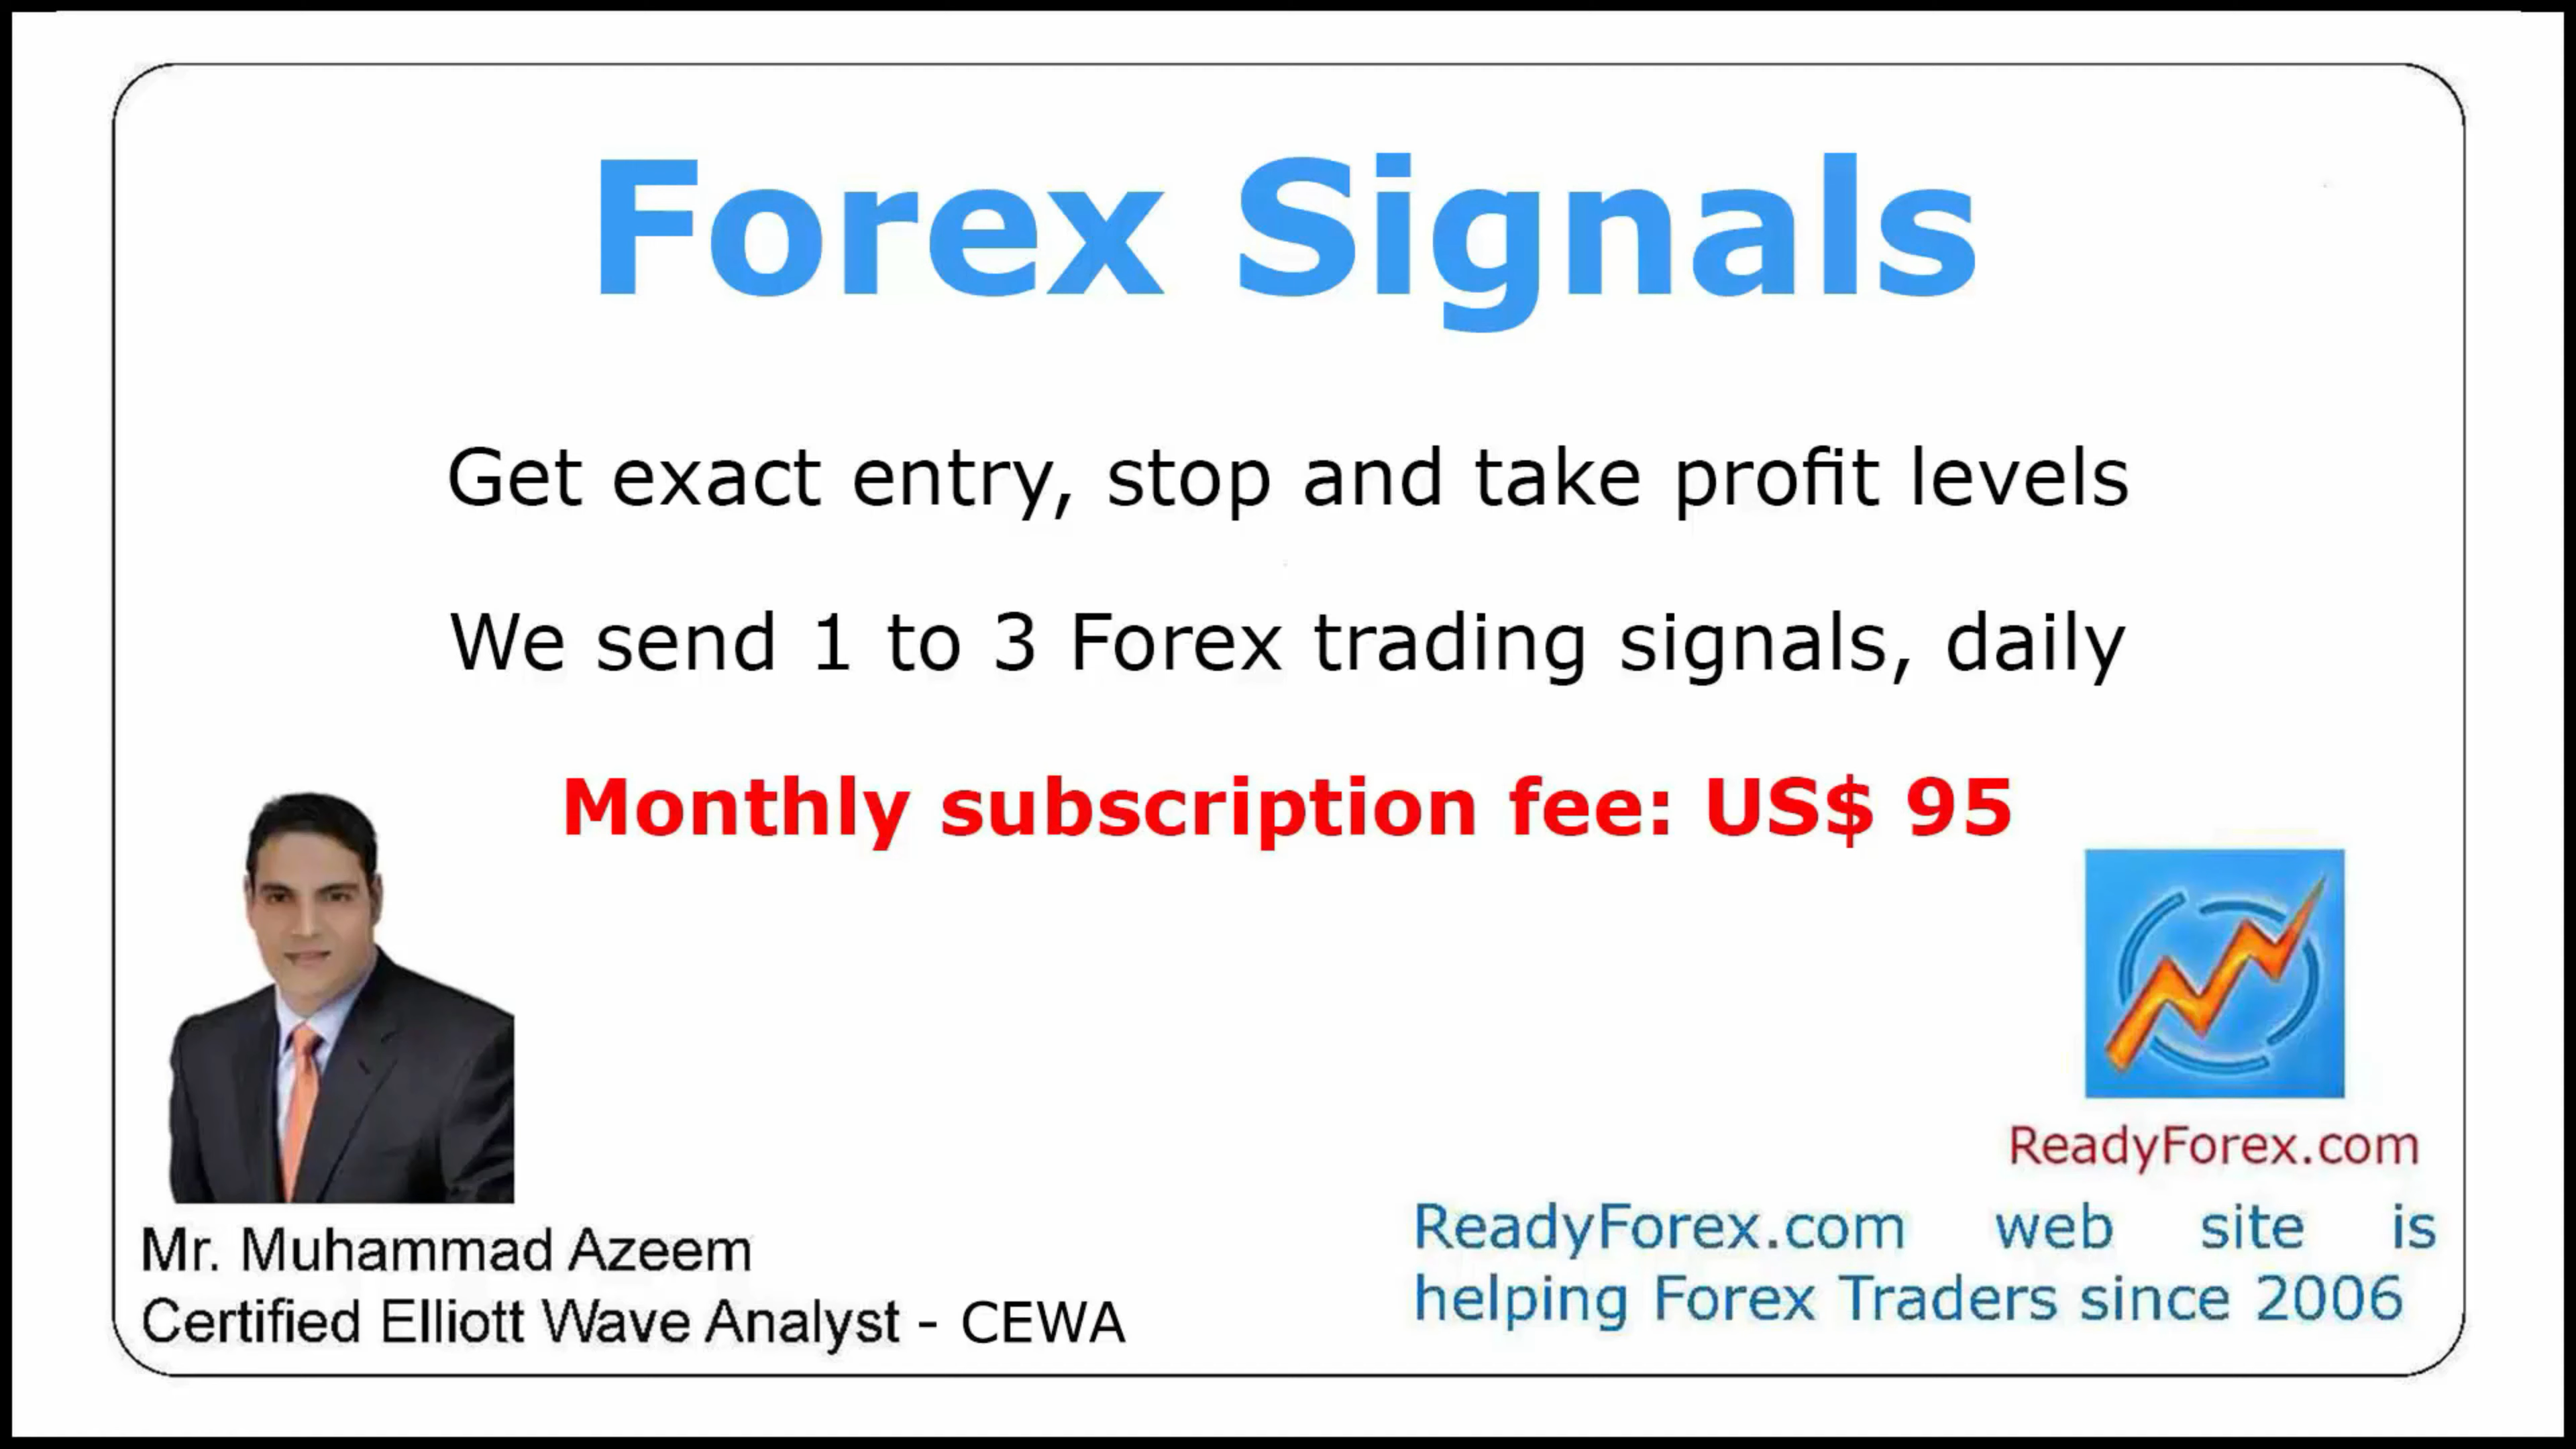 Forex Signals
Get exact entry, stop and take profit levels
We send 1 to 3 Forex trading signals, daily
Monthly subscription fee: US$ 95
ReadyForex.com
Mr. Muhammad Azeem
Certified Elliott Wave Analyst - CEWA
ReadyForex.com web site is
helping Forex Traders since 2006